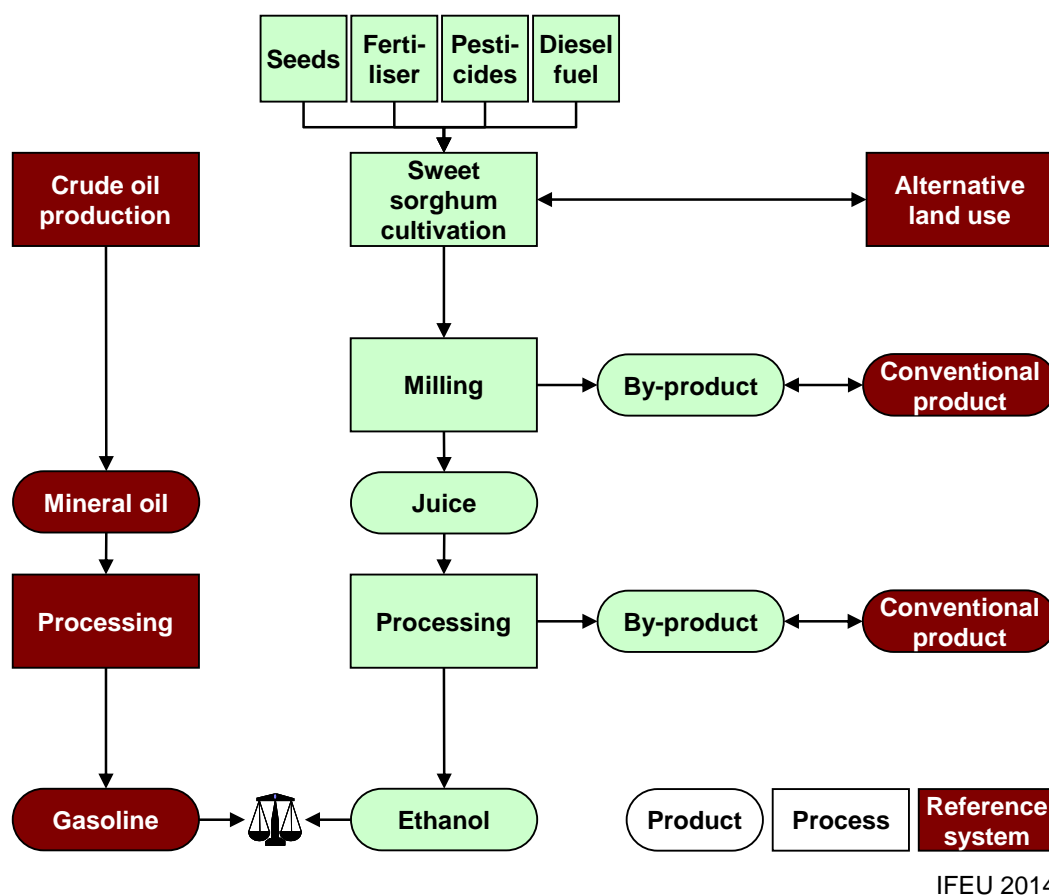 Seeds
Ferti-
liser
Pesti-
cides
Diesel
fuel
Crude oil
production
Sweet
sorghum
cultivation
Alternative
land use
Milling
By-product
Conventional
product
Mineral oil
Juice
Processing
Processing
By-product
Conventional
product
Gasoline
Ethanol
Product
Process
Reference
system
IFEU 2014